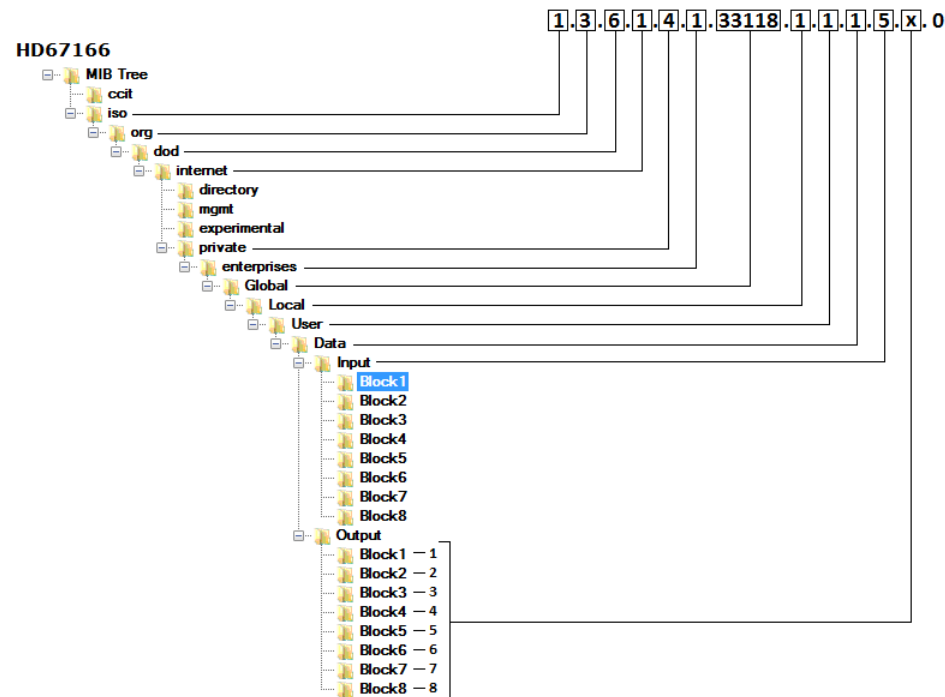 1.3.6.1.4.1.33118.1.1.1.5.x.0
HD67166
MIB Tree
ccit
iso
org
dod
internet
directory
mgmt
experimental
private
enterprises
Global
Local
User
Data
Input
Block1
Block2
Block3
Block4
Block5
Block6
Block7
Block8
Output
Block1 – 1
Block2 – 2
Block3 – 3
Block4 – 4
Block5 – 5
Block6 – 6
Block7 – 7
Block8 – 8